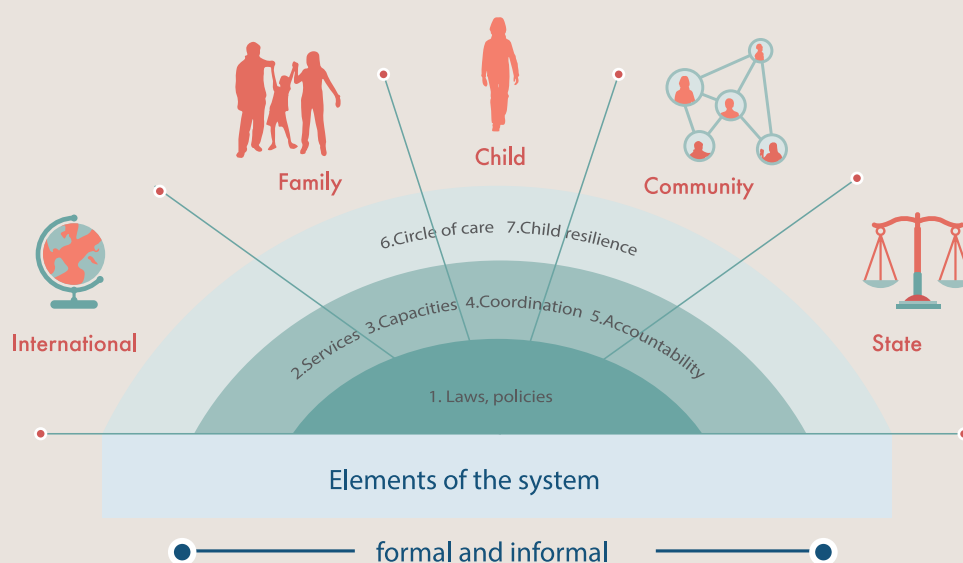 Child
Family
Community
6.Circle of care 7.Child resilience
International
State
2.Services 3.Capacities 4.Coordination 5.Accountability
1. Laws, policies
Elements of the system
formal and informal